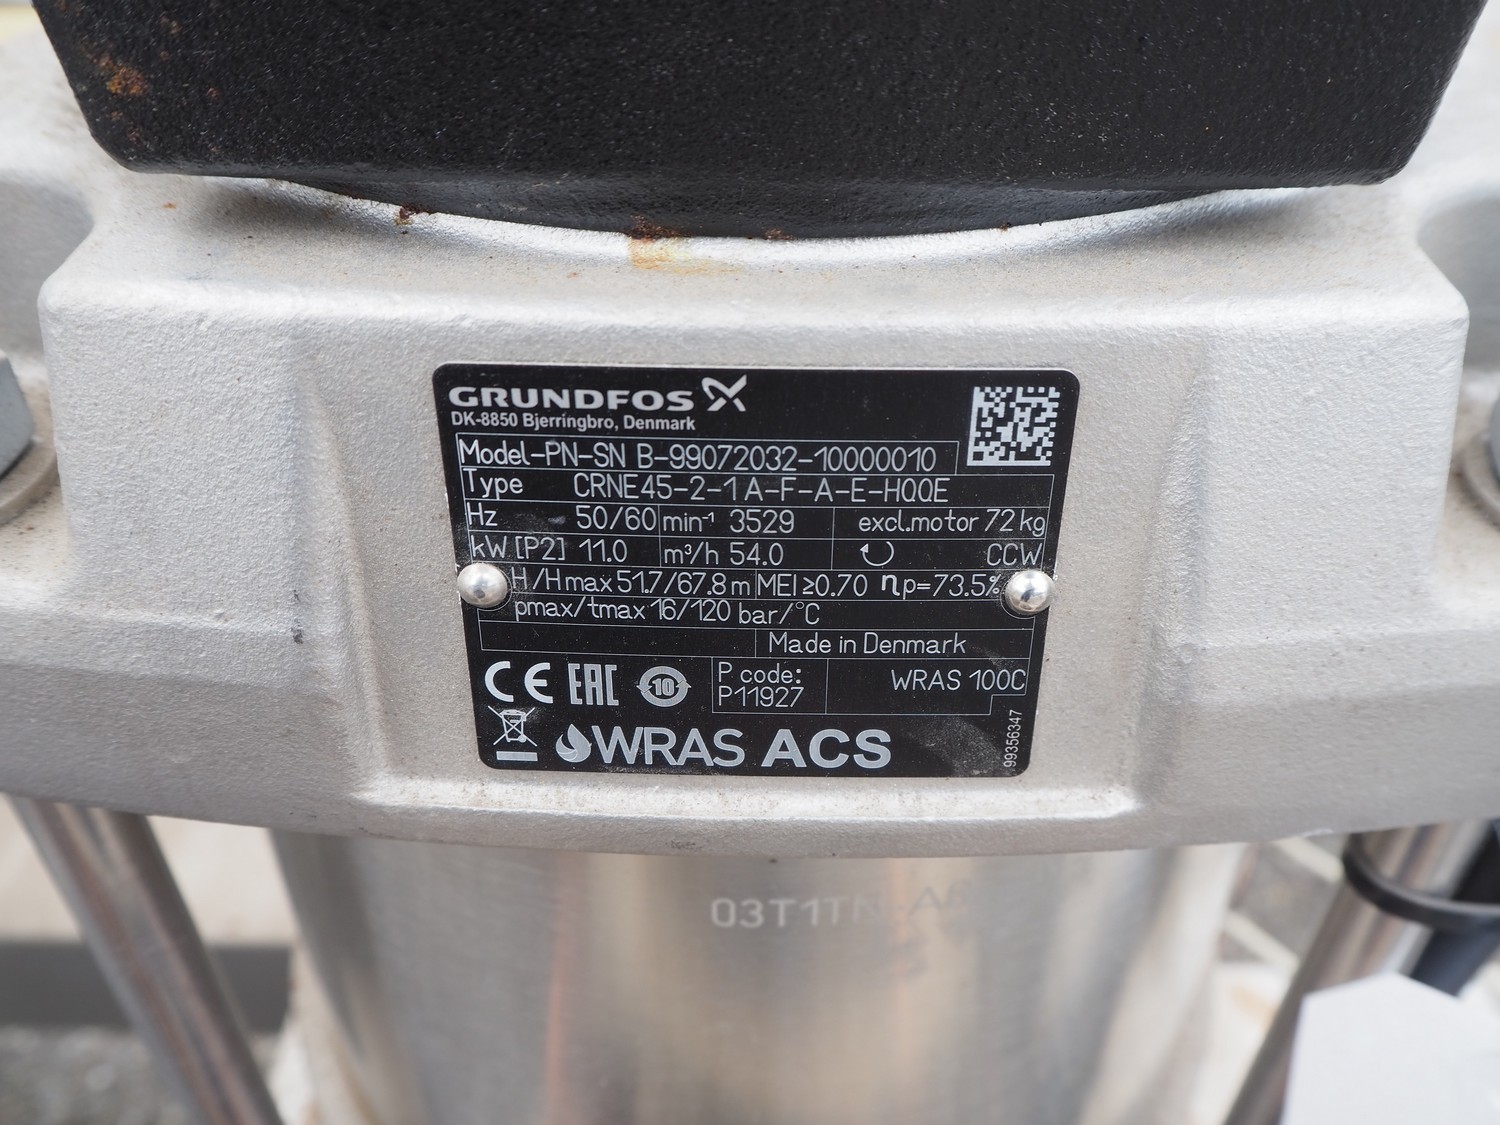 GRUNDFOS
DK-8850 Bjerringbro, Denmark
Model-PN-SN B-99072032-10000010
Type CRNE45-2-1 A-F-A-E-HQQE
Hz 50/60 min⁻¹ 3529 excl.motor 72 kg
kW [P2] 11.0 m³/h 54.0 CCW
H/Hmax 51.7/67.8 m MEI ≥0.70 ηp=73.5%
pmax/tmax 16/120 bar/°C
Made in Denmark
CE EAC 10 P code: P11927 WRAS 100C
WRAS ACS
99356347
03T1TN